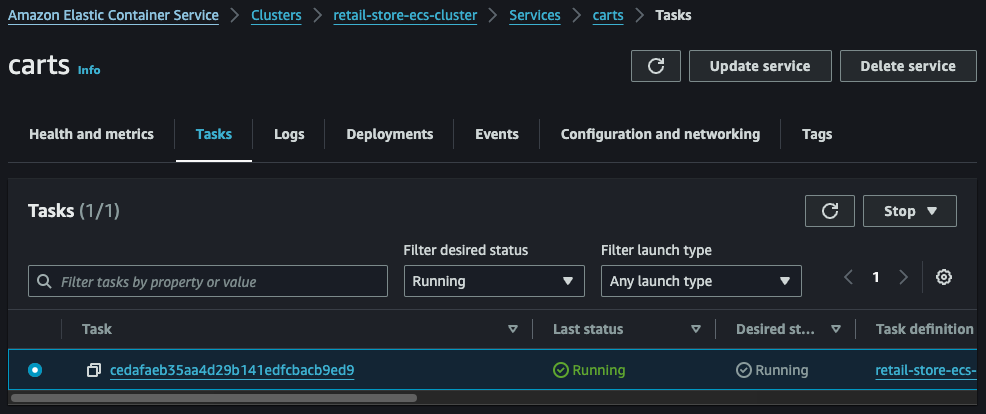 Amazon Elastic Container Service > Clusters > retail-store-ecs-cluster > Services > carts > Tasks
carts Info
Update service Delete service
Health and metrics Tasks Logs Deployments Events Configuration and networking Tags
Tasks (1/1)
Stop
Filter desired status Filter launch type
Filter tasks by property or value Running Any launch type 1
Task Last status Desired st... Task definition
cedafaeb35aa4d29b141edfcbacb9ed9 Running Running retail-store-ecs-